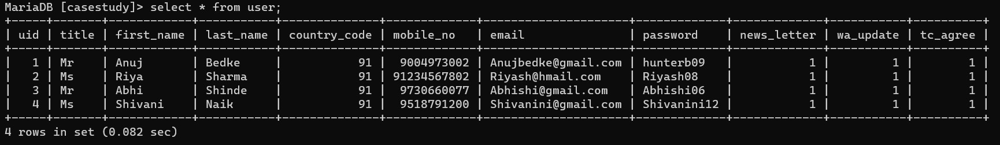 MariaDB [casestudy]> select * from user;
+-----+-------+------------+-----------+--------------+-------------+---------------------+-------------+-------------+-----------+----------+
| uid | title | first_name | last_name | country_code | mobile_no   | email               | password    | news_letter | wa_update | tc_agree |
+-----+-------+------------+-----------+--------------+-------------+---------------------+-------------+-------------+-----------+----------+
|   1 | Mr    | Anuj       | Bedke     |           91 |  9004973002 | Anujbedke@gmail.com | hunterb09   |           1 |         1 |        1 |
|   2 | Ms    | Riya       | Sharma    |           91 | 91234567802 | Riyash@hmail.com    | Riyash08    |           1 |         1 |        1 |
|   3 | Mr    | Abhi       | Shinde    |           91 |  9730660077 | Abhishi@gmail.com   | Abhishi06   |           1 |         1 |        1 |
|   4 | Ms    | Shivani    | Naik      |           91 |  9518791200 | Shivanini@gmail.com | Shivanini12 |           1 |         1 |        1 |
+-----+-------+------------+-----------+--------------+-------------+---------------------+-------------+-------------+-----------+----------+
4 rows in set (0.082 sec)